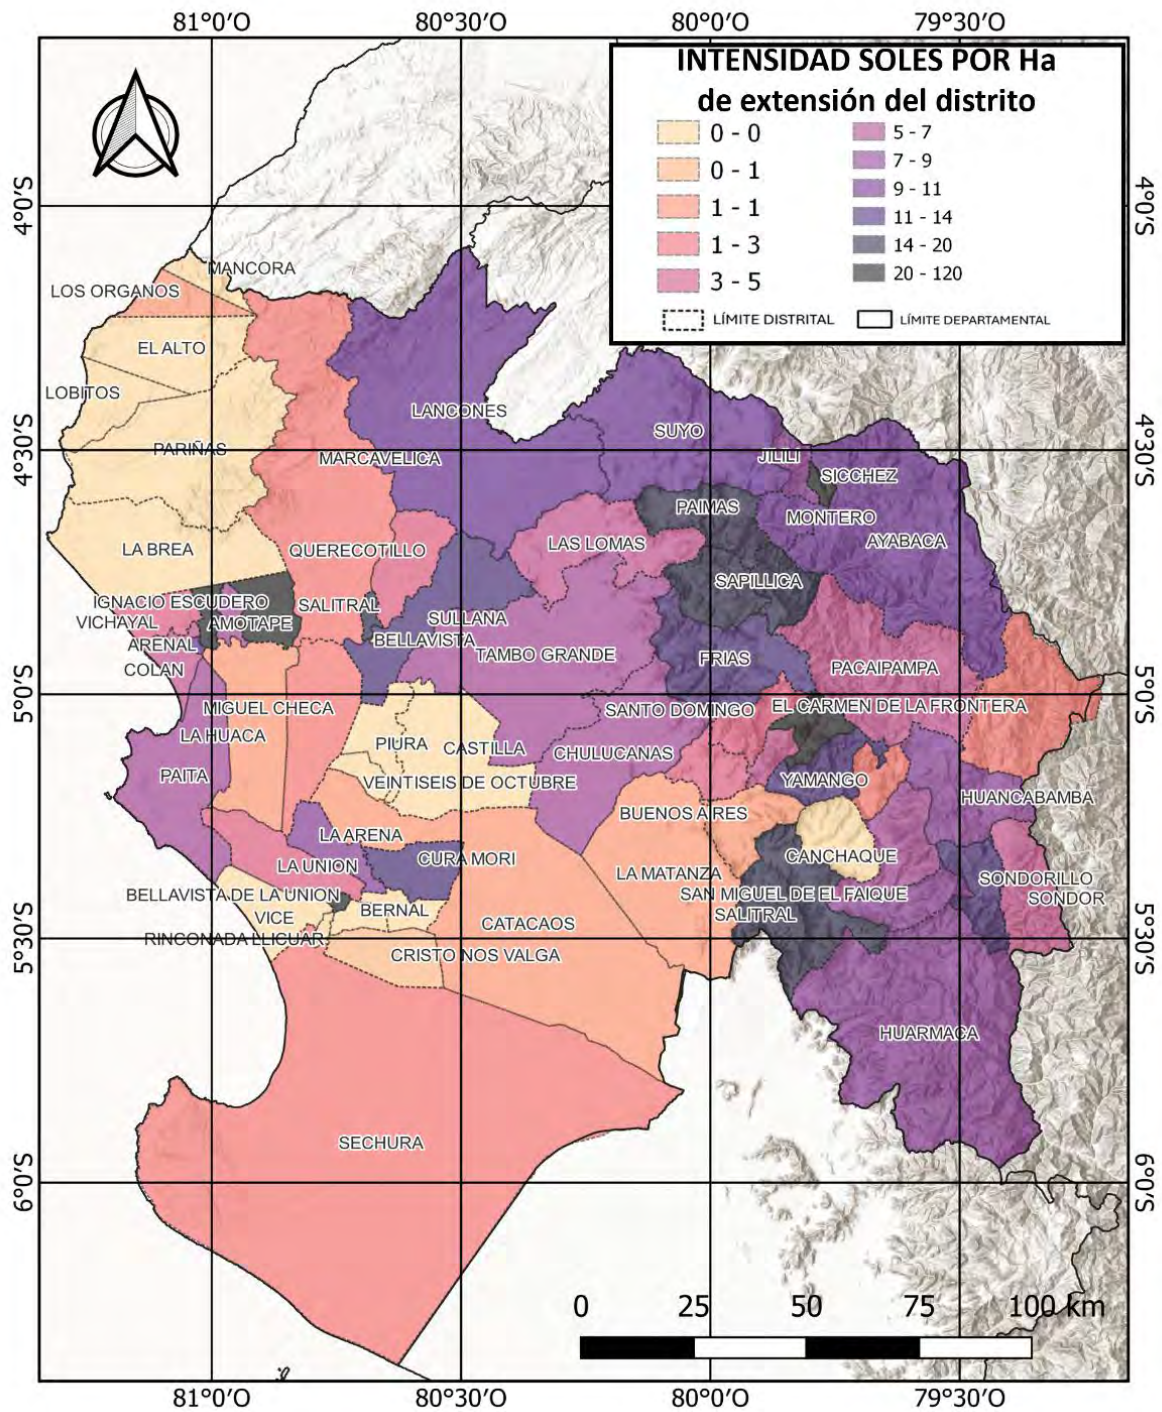 81°0'O 80°30'O 80°0'O 79°30'O
INTENSIDAD SOLES POR Ha
de extensión del distrito
0 - 0
0 - 1
1 - 1
1 - 3
3 - 5
5 - 7
7 - 9
9 - 11
11 - 14
14 - 20
20 - 120
LÍMITE DISTRITAL
LÍMITE DEPARTAMENTAL
4°0'S
4°0'S
MANCORA
LOS ORGANOS
EL ALTO
LOBITOS
LANCONES
SUYO
PARIÑAS
4°30'S
4°30'S
MARCAVELICA
JILILI
SICCHEZ
PAIMAS
MONTERO
AYABACA
LA BREA
QUERECOTILLO
LAS LOMAS
SAPILLICA
IGNACIO ESCUDERO
SALITRAL
VICHAYAL
AMOTAPE
SULLANA
ARENAL
BELLAVISTA
TAMBO GRANDE
FRIAS
PACAIPAMPA
COLAN
5°0'S
5°0'S
MIGUEL CHECA
SANTO DOMINGO
EL CARMEN DE LA FRONTERA
LA HUACA
PIURA
CASTILLA
CHULUCANAS
PAITA
VEINTISEIS DE OCTUBRE
YAMANGO
HUANCABAMBA
BUENOS AIRES
LA ARENA
CURA MORI
CANCHAQUE
LA UNION
LA MATANZA
SONDORILLO
BELLAVISTA DE LA UNION
SAN MIGUEL DE EL FAIQUE
SONDOR
VICE
BERNAL
SALITRAL
CATACAOS
5°30'S
5°30'S
RINCONADA LLICUAR
CRISTO NOS VALGA
HUARMACA
SECHURA
6°0'S
6°0'S
0 25 50 75 100 km
81°0'O 80°30'O 80°0'O 79°30'O